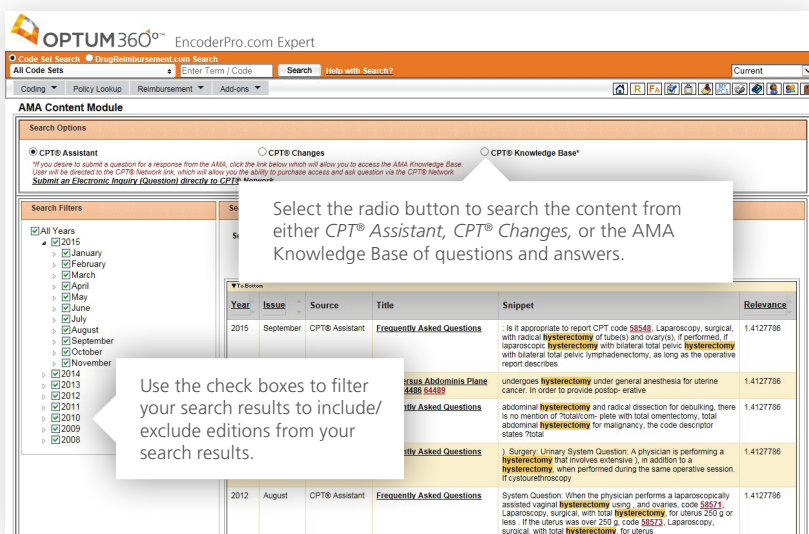 OPTUM360°™ EncoderPro.com Expert
Code Set Search DrugReimbursement.com Search
All Code Sets Enter Term / Code Search Help with Search? Current
Coding Policy Lookup Reimbursement Add-ons
AMA Content Module
Search Options
CPT® Assistant CPT® Changes CPT® Knowledge Base*
*If you desire to submit a question for a response from the AMA, click the link below which will allow you to access the AMA Knowledge Base.
User will be directed to the CPT® Network link, which will allow you the ability to purchase access and ask question via the CPT® Network.
Submit an Electronic Inquiry (Question) directly to CPT® Network
Select the radio button to search the content from
either CPT® Assistant, CPT® Changes, or the AMA
Knowledge Base of questions and answers.
Search Filters
All Years
2015
January
February
March
April
May
June
July
August
September
October
November
2014
2013
2012
2011
2010
2009
2008
Use the check boxes to filter
your search results to include/
exclude editions from your
search results.
▼To Bottom
Year Issue Source Title Snippet Relevance
2015 September CPT® Assistant Frequently Asked Questions : Is it appropriate to report CPT code 58548, Laparoscopy, surgical, 1.4127786
with radical hysterectomy of tube(s) and ovary(s), if performed, if
laparoscopic hysterectomy with bilateral total pelvic hysterectomy
with bilateral total pelvic lymphadenectomy, as long as the operative
report describes
ersus Abdominis Plane undergoes hysterectomy under general anesthesia for uterine 1.4127786
4486 64489 cancer. In order to provide postop- erative
tly Asked Questions abdominal hysterectomy and radical dissection for debulking, there 1.4127786
is no mention of ?total/com- plete with total omentectomy, total
abdominal hysterectomy for malignancy, the code descriptor
states ?total
tly Asked Questions ). Surgery: Urinary System Question: A physician is performing a 1.4127786
hysterectomy that involves extensive ), in addition to a
hysterectomy, when performed during the same operative session.
If cystourethroscopy
2012 August CPT® Assistant Frequently Asked Questions System Question: When the physician performs a laparoscopically 1.4127786
assisted vaginal hysterectomy using , and ovaries, code 58571,
Laparoscopy, surgical, with total hysterectomy, for uterus 250 g or
less . If the uterus was over 250 g, code 58573, Laparoscopy,
surgical, with total hysterectomy, for uterus